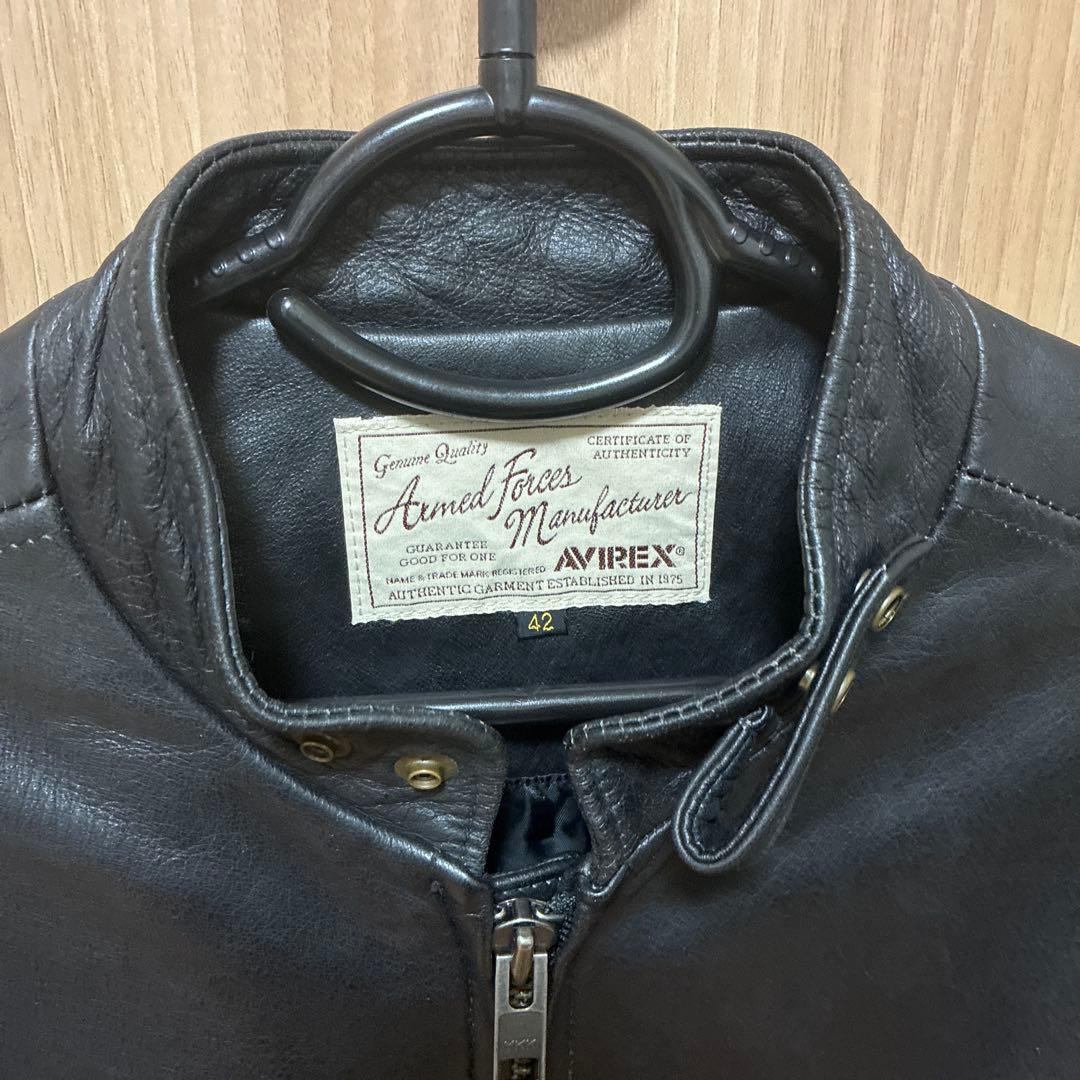 Genuine Quality
CERTIFICATE OF
AUTHENTICITY
Armed Forces
Manufacturer
GUARANTEE
GOOD FOR ONE
AVIREX®
NAME & TRADE MARK REGISTERED
AUTHENTIC GARMENT ESTABLISHED IN 1975
42